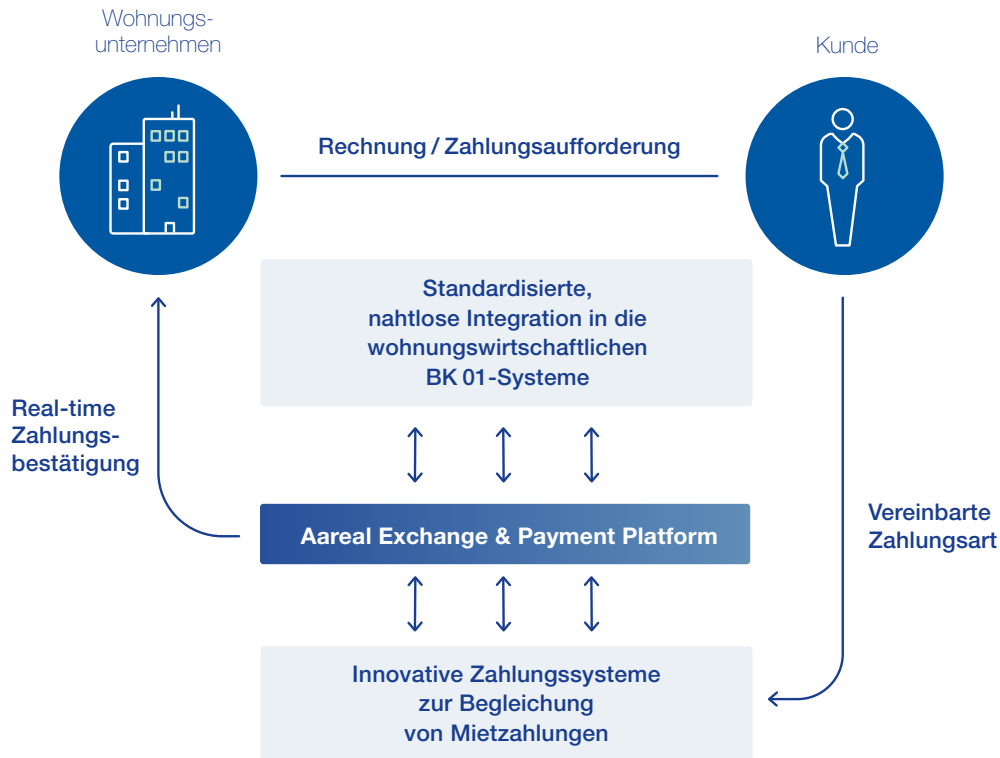 Wohnungs-
unternehmen
Kunde
Rechnung / Zahlungsaufforderung
Standardisierte,
nahtlose Integration in die
wohnungswirtschaftlichen
BK 01-Systeme
Real-time
Zahlungs-
bestätigung
Aareal Exchange & Payment Platform
Vereinbarte
Zahlungsart
Innovative Zahlungssysteme
zur Begleichung
von Mietzahlungen